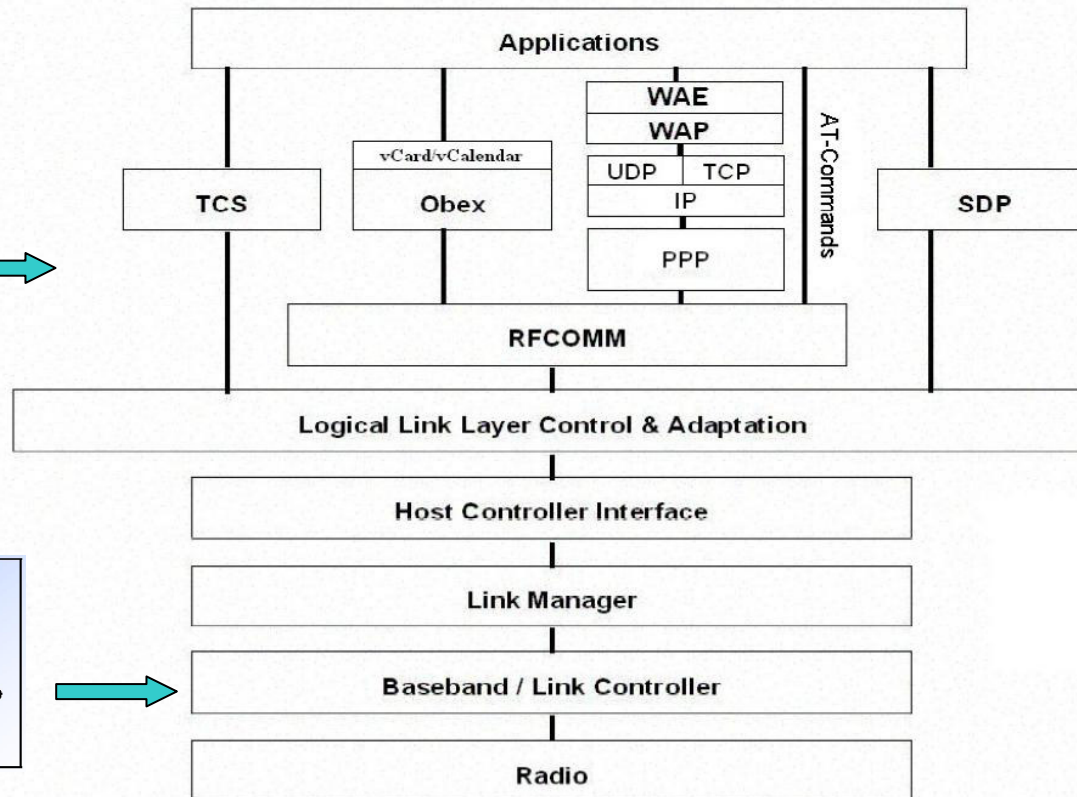 Applications
WAE
WAP
AT-Commands
vCard/vCalendar
UDP TCP
TCS
Obex
IP
SDP
PPP
RFCOMM
Logical Link Layer Control & Adaptation
Host Controller Interface
Link Manager
Baseband / Link Controller
Radio